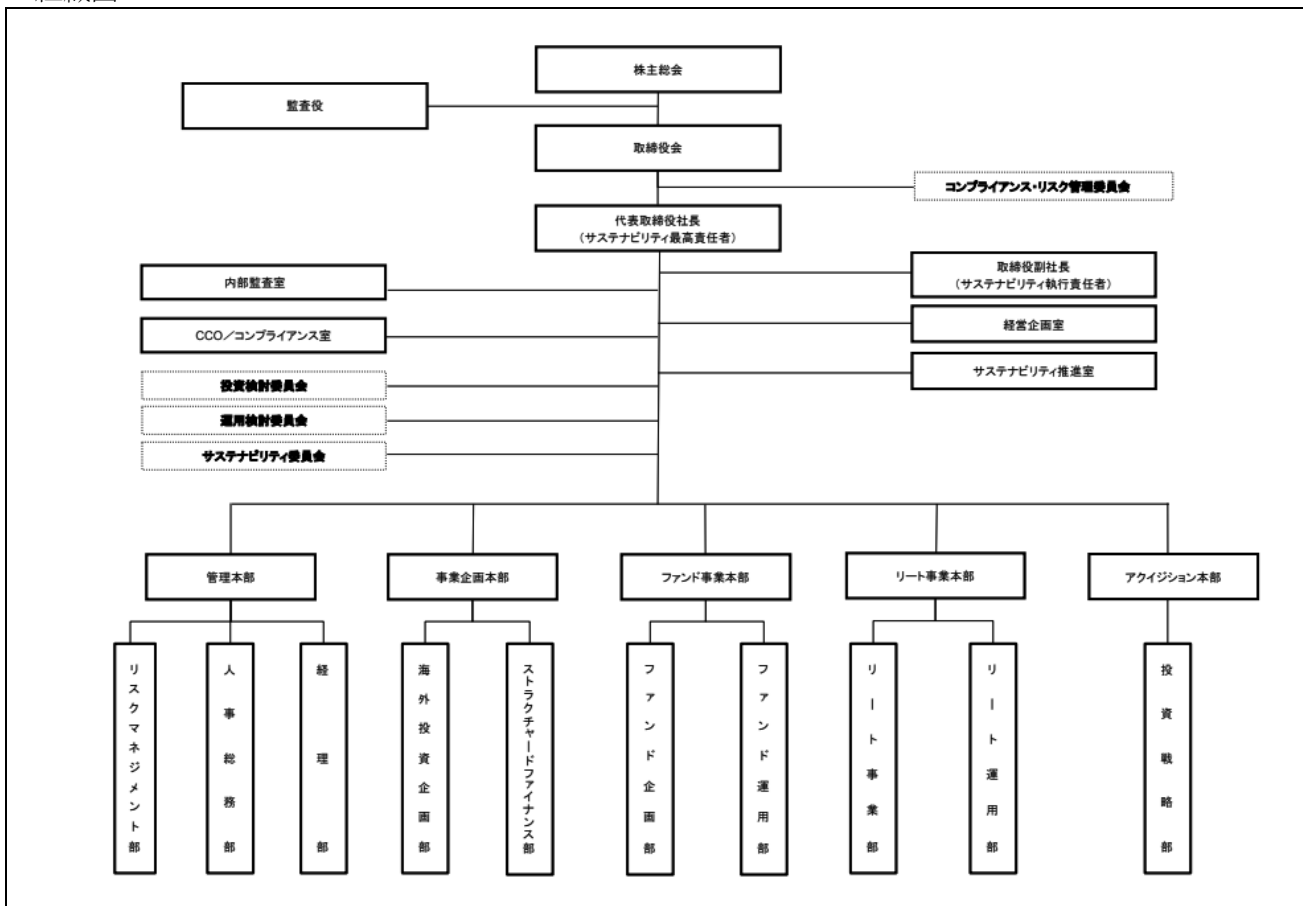 株主総会
監査役
取締役会
コンプライアンス・リスク管理委員会
代表取締役社長
(サステナビリティ最高責任者)
内部監査室
取締役副社長
(サステナビリティ執行責任者)
CCO/コンプライアンス室
経営企画室
投資検討委員会
サステナビリティ推進室
運用検討委員会
サステナビリティ委員会
管理本部
事業企画本部
ファンド事業本部
リート事業本部
アクイジション本部
リスクマネジメント部
人事総務部
経理部
海外投資企画部
ストラクチャードファイナンス部
ファンド企画部
ファンド運用部
リート事業部
リート運用部
投資戦略部